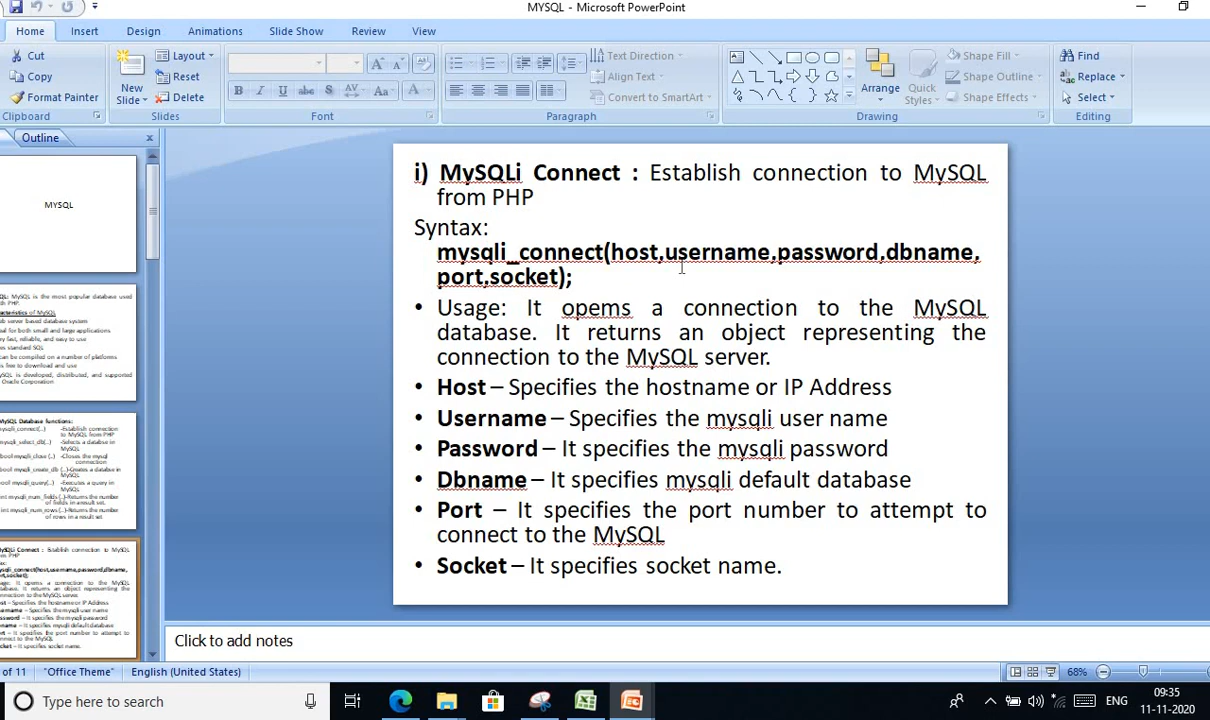 MYSQL - Microsoft PowerPoint
Home Insert Design Animations Slide Show Review View
Cut
Copy
Format Painter
Clipboard
New
Slide
Layout
Reset
Delete
Slides
B I U abe S AV Aa A
Font
Text Direction
Align Text
Convert to SmartArt
Paragraph
Arrange
Quick
Styles
Shape Fill
Shape Outline
Shape Effects
Drawing
Find
Replace
Select
Editing
Outline
MYSQL
i) MySQLi Connect : Establish connection to MySQL
from PHP
Syntax:
mysqli_connect(host,username,password,dbname,
port,socket);
• Usage: It opems a connection to the MySQL
database. It returns an object representing the
connection to the MySQL server.
• Host – Specifies the hostname or IP Address
• Username – Specifies the mysqli user name
• Password – It specifies the mysqli password
• Dbname – It specifies mysqli default database
• Port – It specifies the port number to attempt to
connect to the MySQL
• Socket – It specifies socket name.
Click to add notes
of 11 "Office Theme" English (United States) 68%
Type here to search
ENG
09:35
11-11-2020